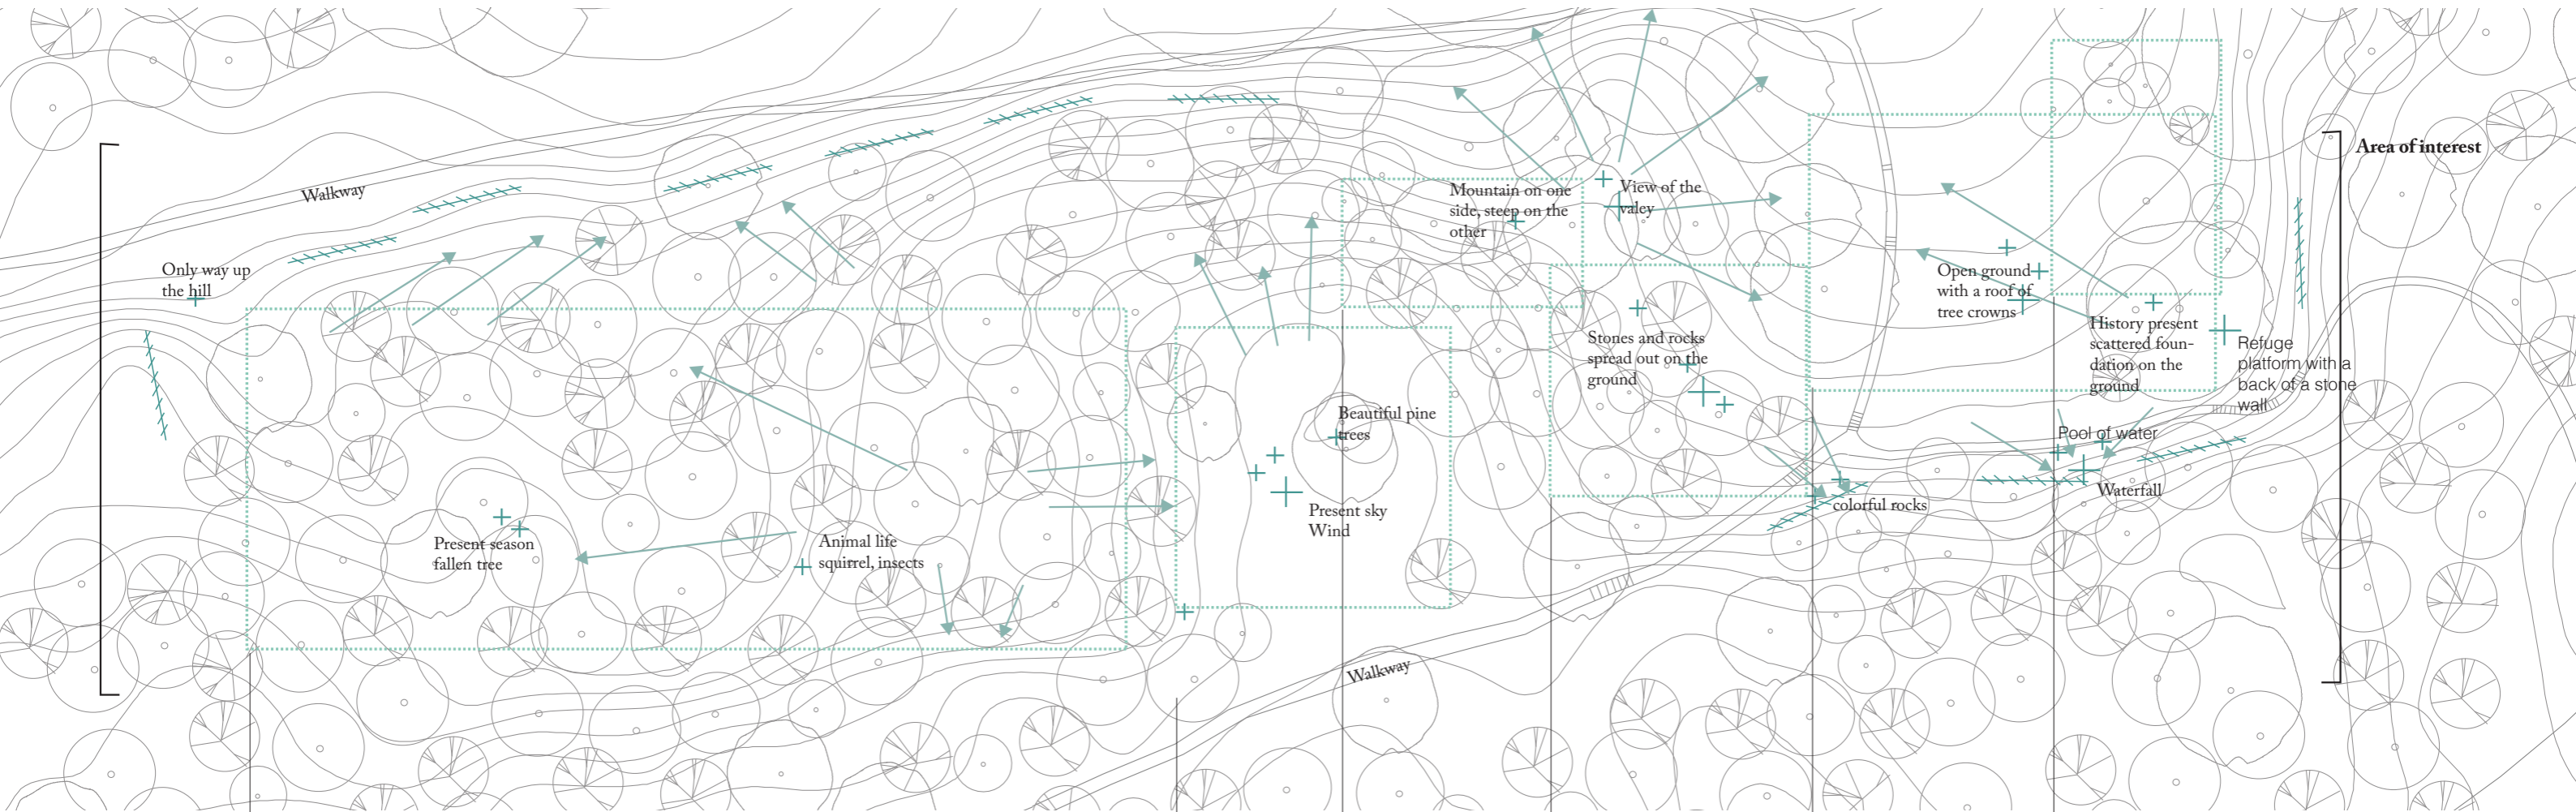 Area of interest
Walkway
Mountain on one
side, steep on the
other
View of the
valey
Only way up
the hill
Open ground
with a roof of
tree crowns
History present
scattered foun-
dation on the
ground
Refuge
platform with a
back of a stone
wall
Stones and rocks
spread out on the
ground
Beautiful pine
trees
Pool of water
Waterfall
colorful rocks
Present sky
Wind
Present season
fallen tree
Animal life
squirrel, insects
Walkway